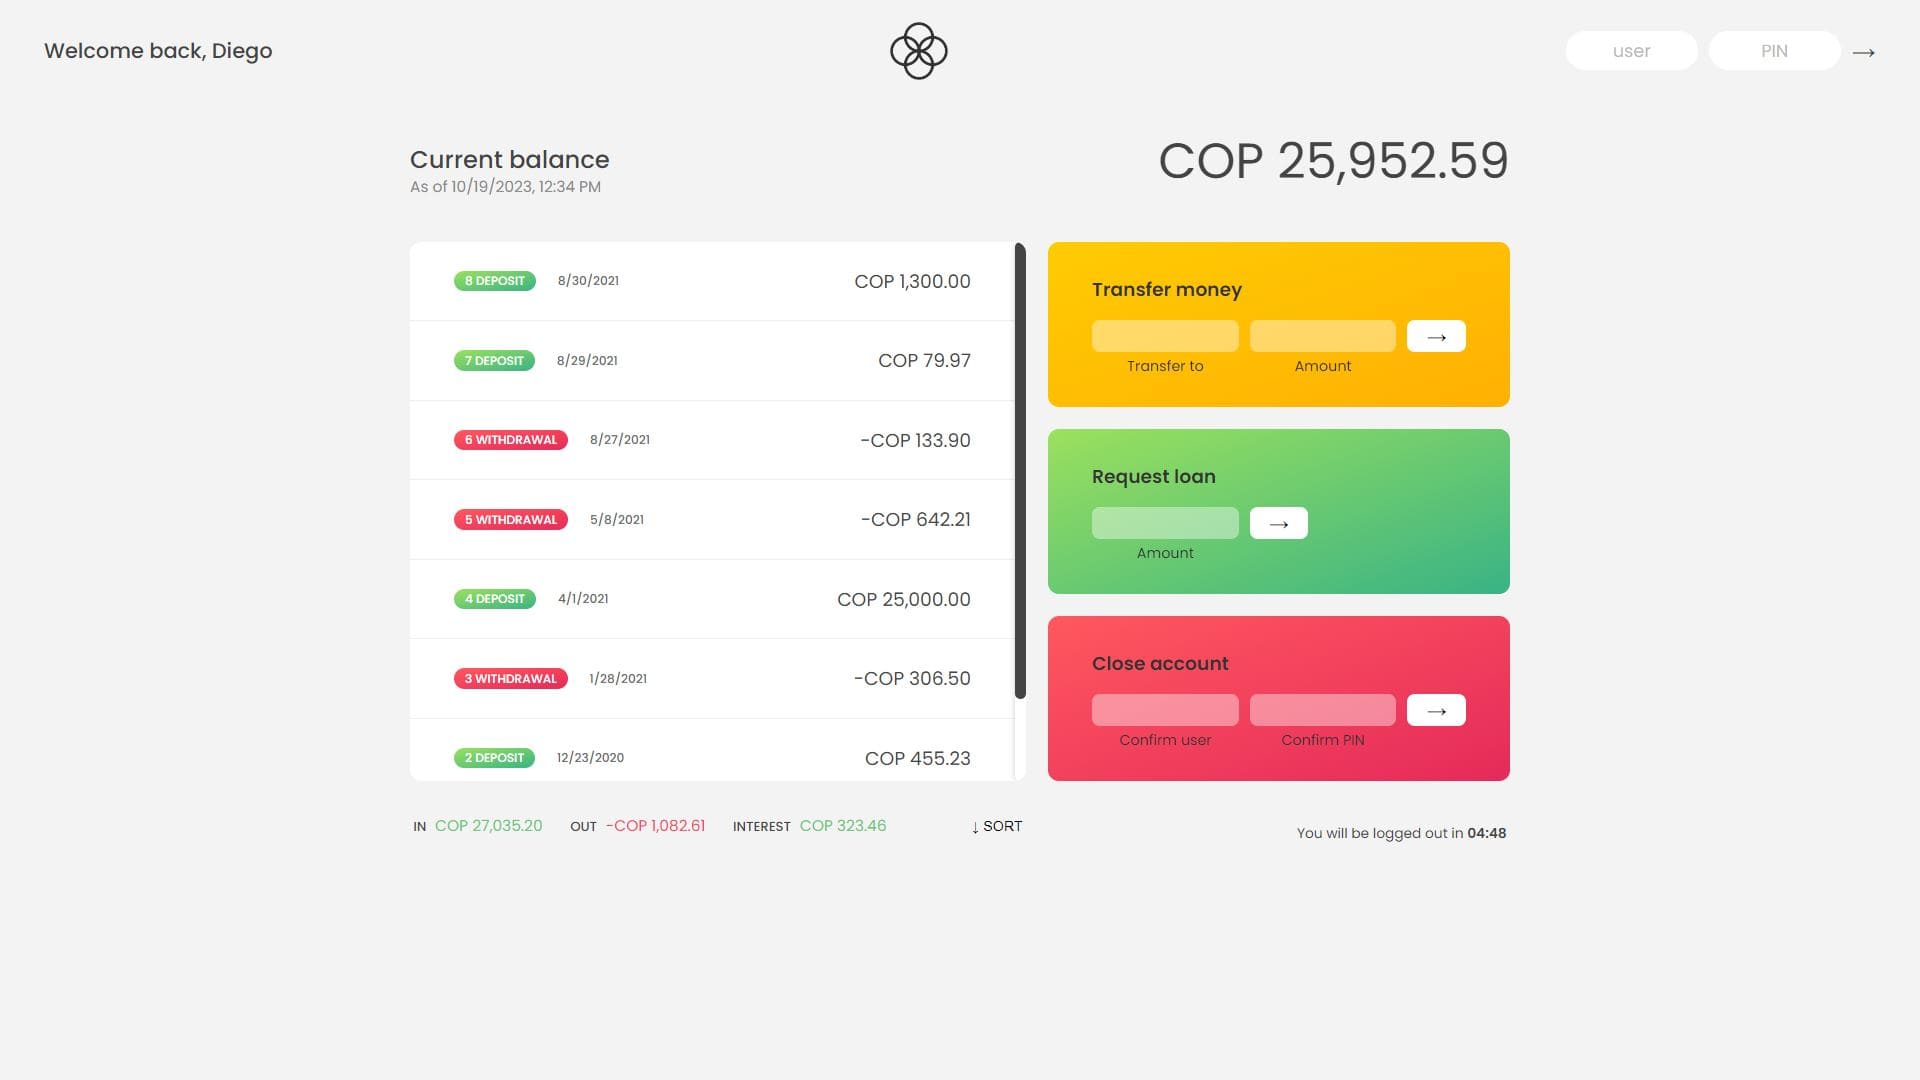 Welcome back, Diego
user
PIN
→
Current balance
As of 10/19/2023, 12:34 PM
COP 25,952.59
8 DEPOSIT 8/30/2021 COP 1,300.00
7 DEPOSIT 8/29/2021 COP 79.97
6 WITHDRAWAL 8/27/2021 -COP 133.90
5 WITHDRAWAL 5/8/2021 -COP 642.21
4 DEPOSIT 4/1/2021 COP 25,000.00
3 WITHDRAWAL 1/28/2021 -COP 306.50
2 DEPOSIT 12/23/2020 COP 455.23
Transfer money
→
Transfer to Amount
Request loan
→
Amount
Close account
→
Confirm user Confirm PIN
IN COP 27,035.20 OUT -COP 1,082.61 INTEREST COP 323.46 ↓ SORT
You will be logged out in 04:48